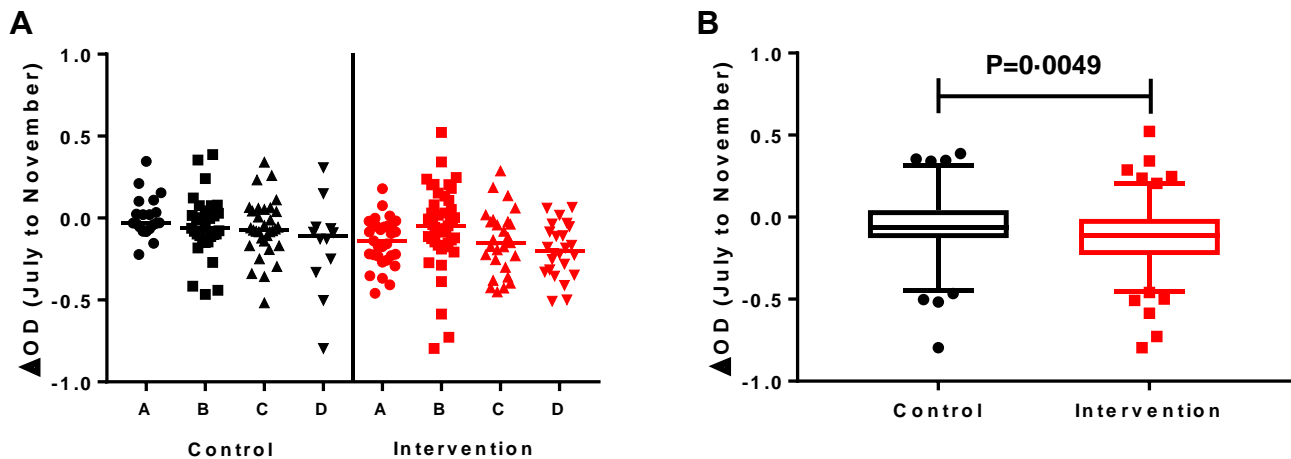 A
1.0
0.5
0.0
-0.5
-1.0
▲OD (July to November)
A B C D A B C D
Control Intervention
B
P=0·0049
1.0
0.5
0.0
-0.5
-1.0
▲OD (July to November)
Control Intervention